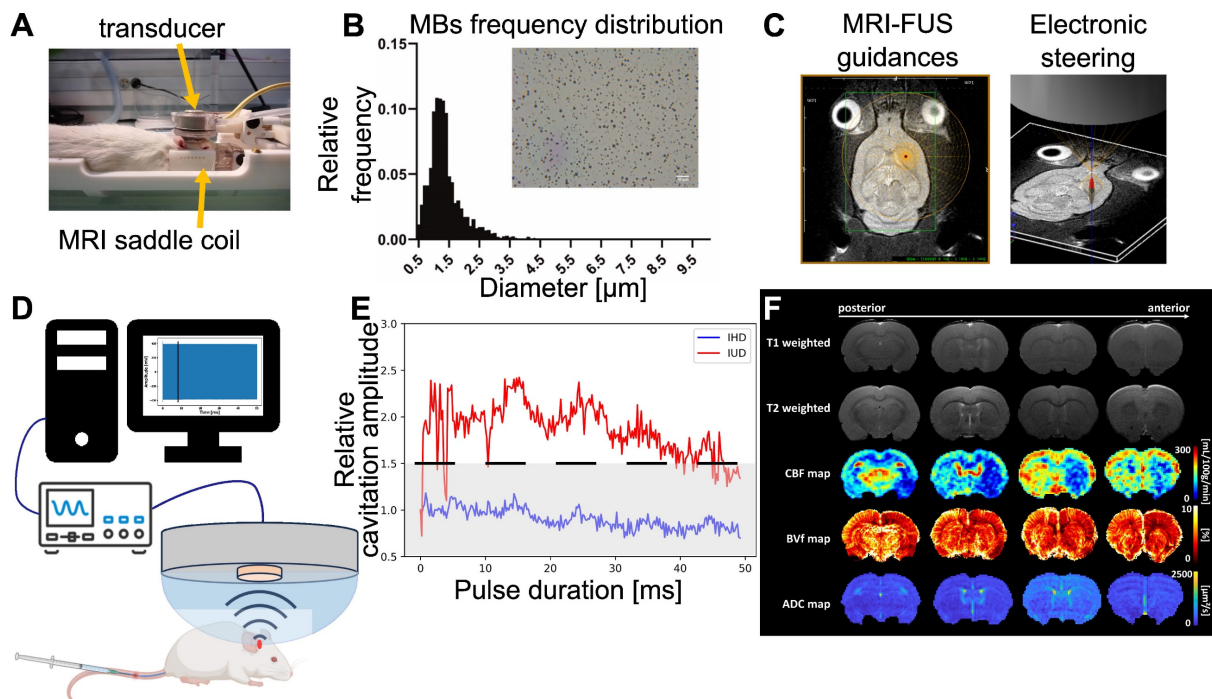 A
transducer
MRI saddle coil
B
MBs frequency distribution
Relative
frequency
0.15
0.10
0.05
0.00
0.5
1.5
2.5
3.5
4.5
5.5
6.5
7.5
8.5
9.5
Diameter [µm]
C
MRI-FUS
guidances
Electronic
steering
D
Amplitude [mV]
Time [ms]
E
Relative
cavitation amplitude
3.0
2.5
2.0
1.5
1.0
0.5
IHD
IUD
0
10
20
30
40
50
Pulse duration [ms]
F
posterior
anterior
T1 weighted
T2 weighted
CBF map
300
0
[ml/100g/min]
BVf map
10
0
[%]
ADC map
2500
0
[µm²/s]